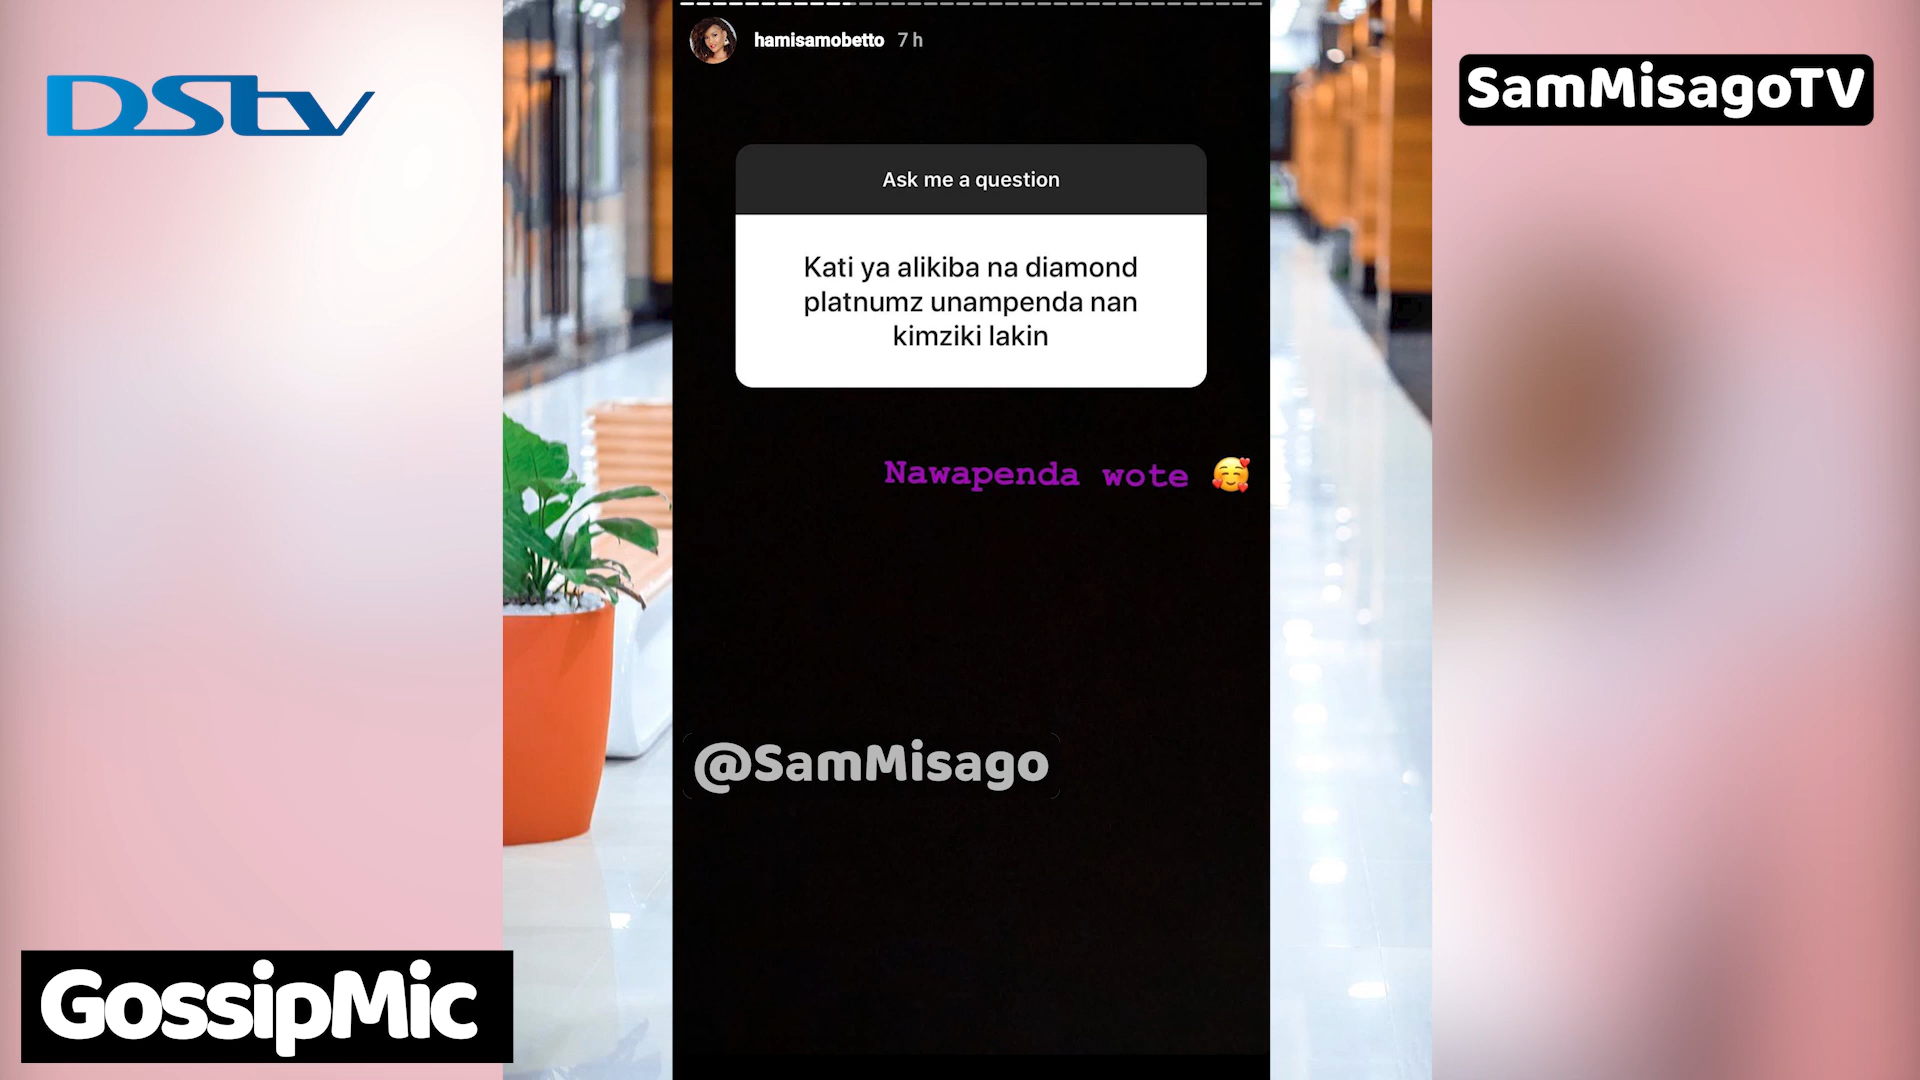 DStv
hamisamobetto 7 h
SamMisagoTV
Ask me a question
Kati ya alikiba na diamond
platnumz unampenda nan
kimziki lakin
Nawapenda wote 🥰
@SamMisago
GossipMic